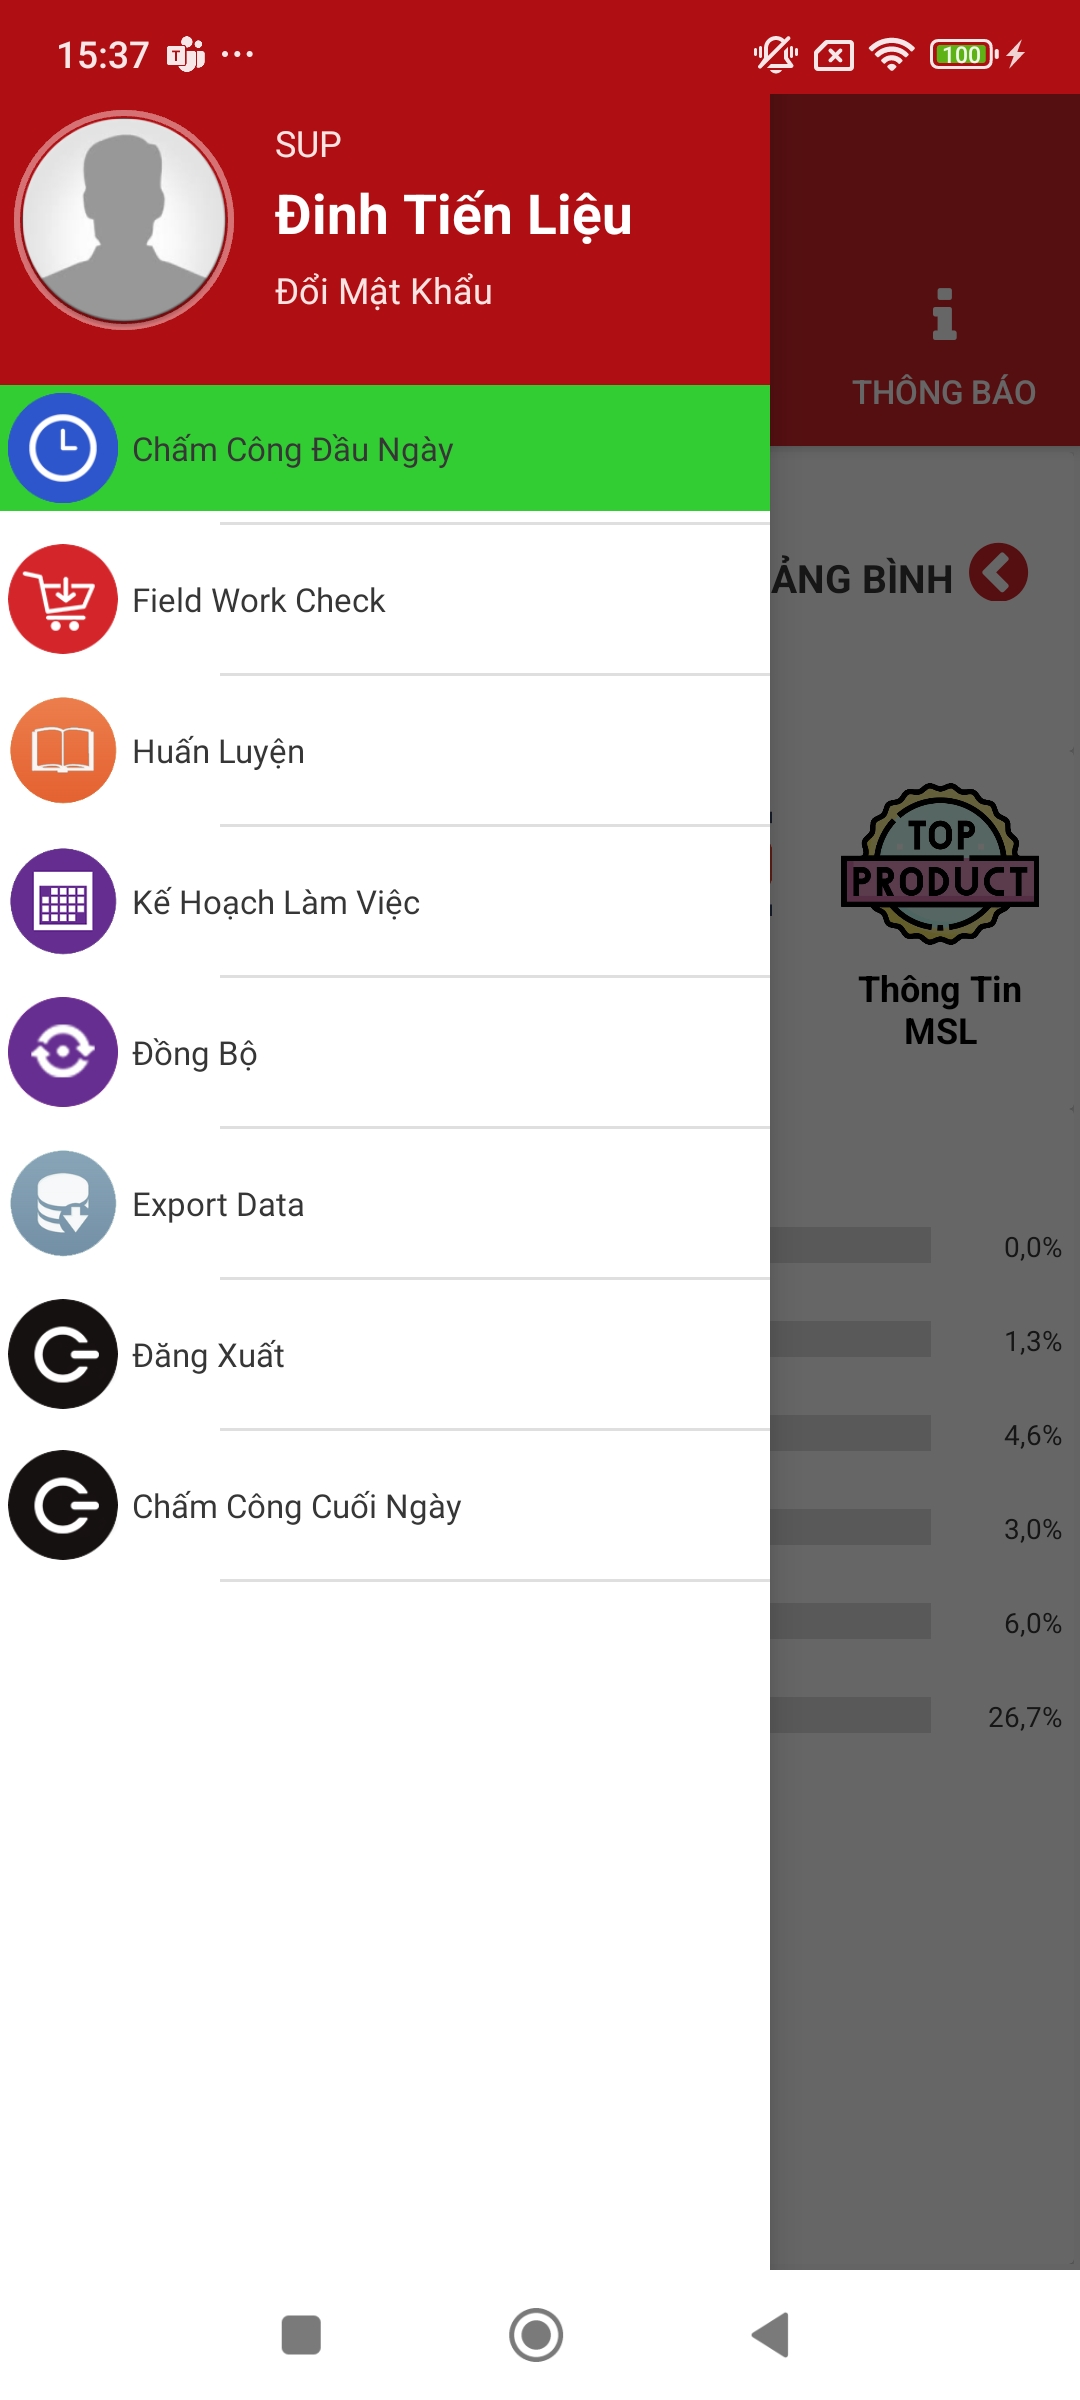 15:37
100
SUP
Đinh Tiến Liệu
Đổi Mật Khẩu
THÔNG BÁO
Chấm Công Đầu Ngày
ẢNG BÌNH
Field Work Check
Huấn Luyện
TOP
PRODUCT
Kế Hoạch Làm Việc
Thông Tin
MSL
Đồng Bộ
Export Data
0,0%
1,3%
Đăng Xuất
4,6%
Chấm Công Cuối Ngày
3,0%
6,0%
26,7%